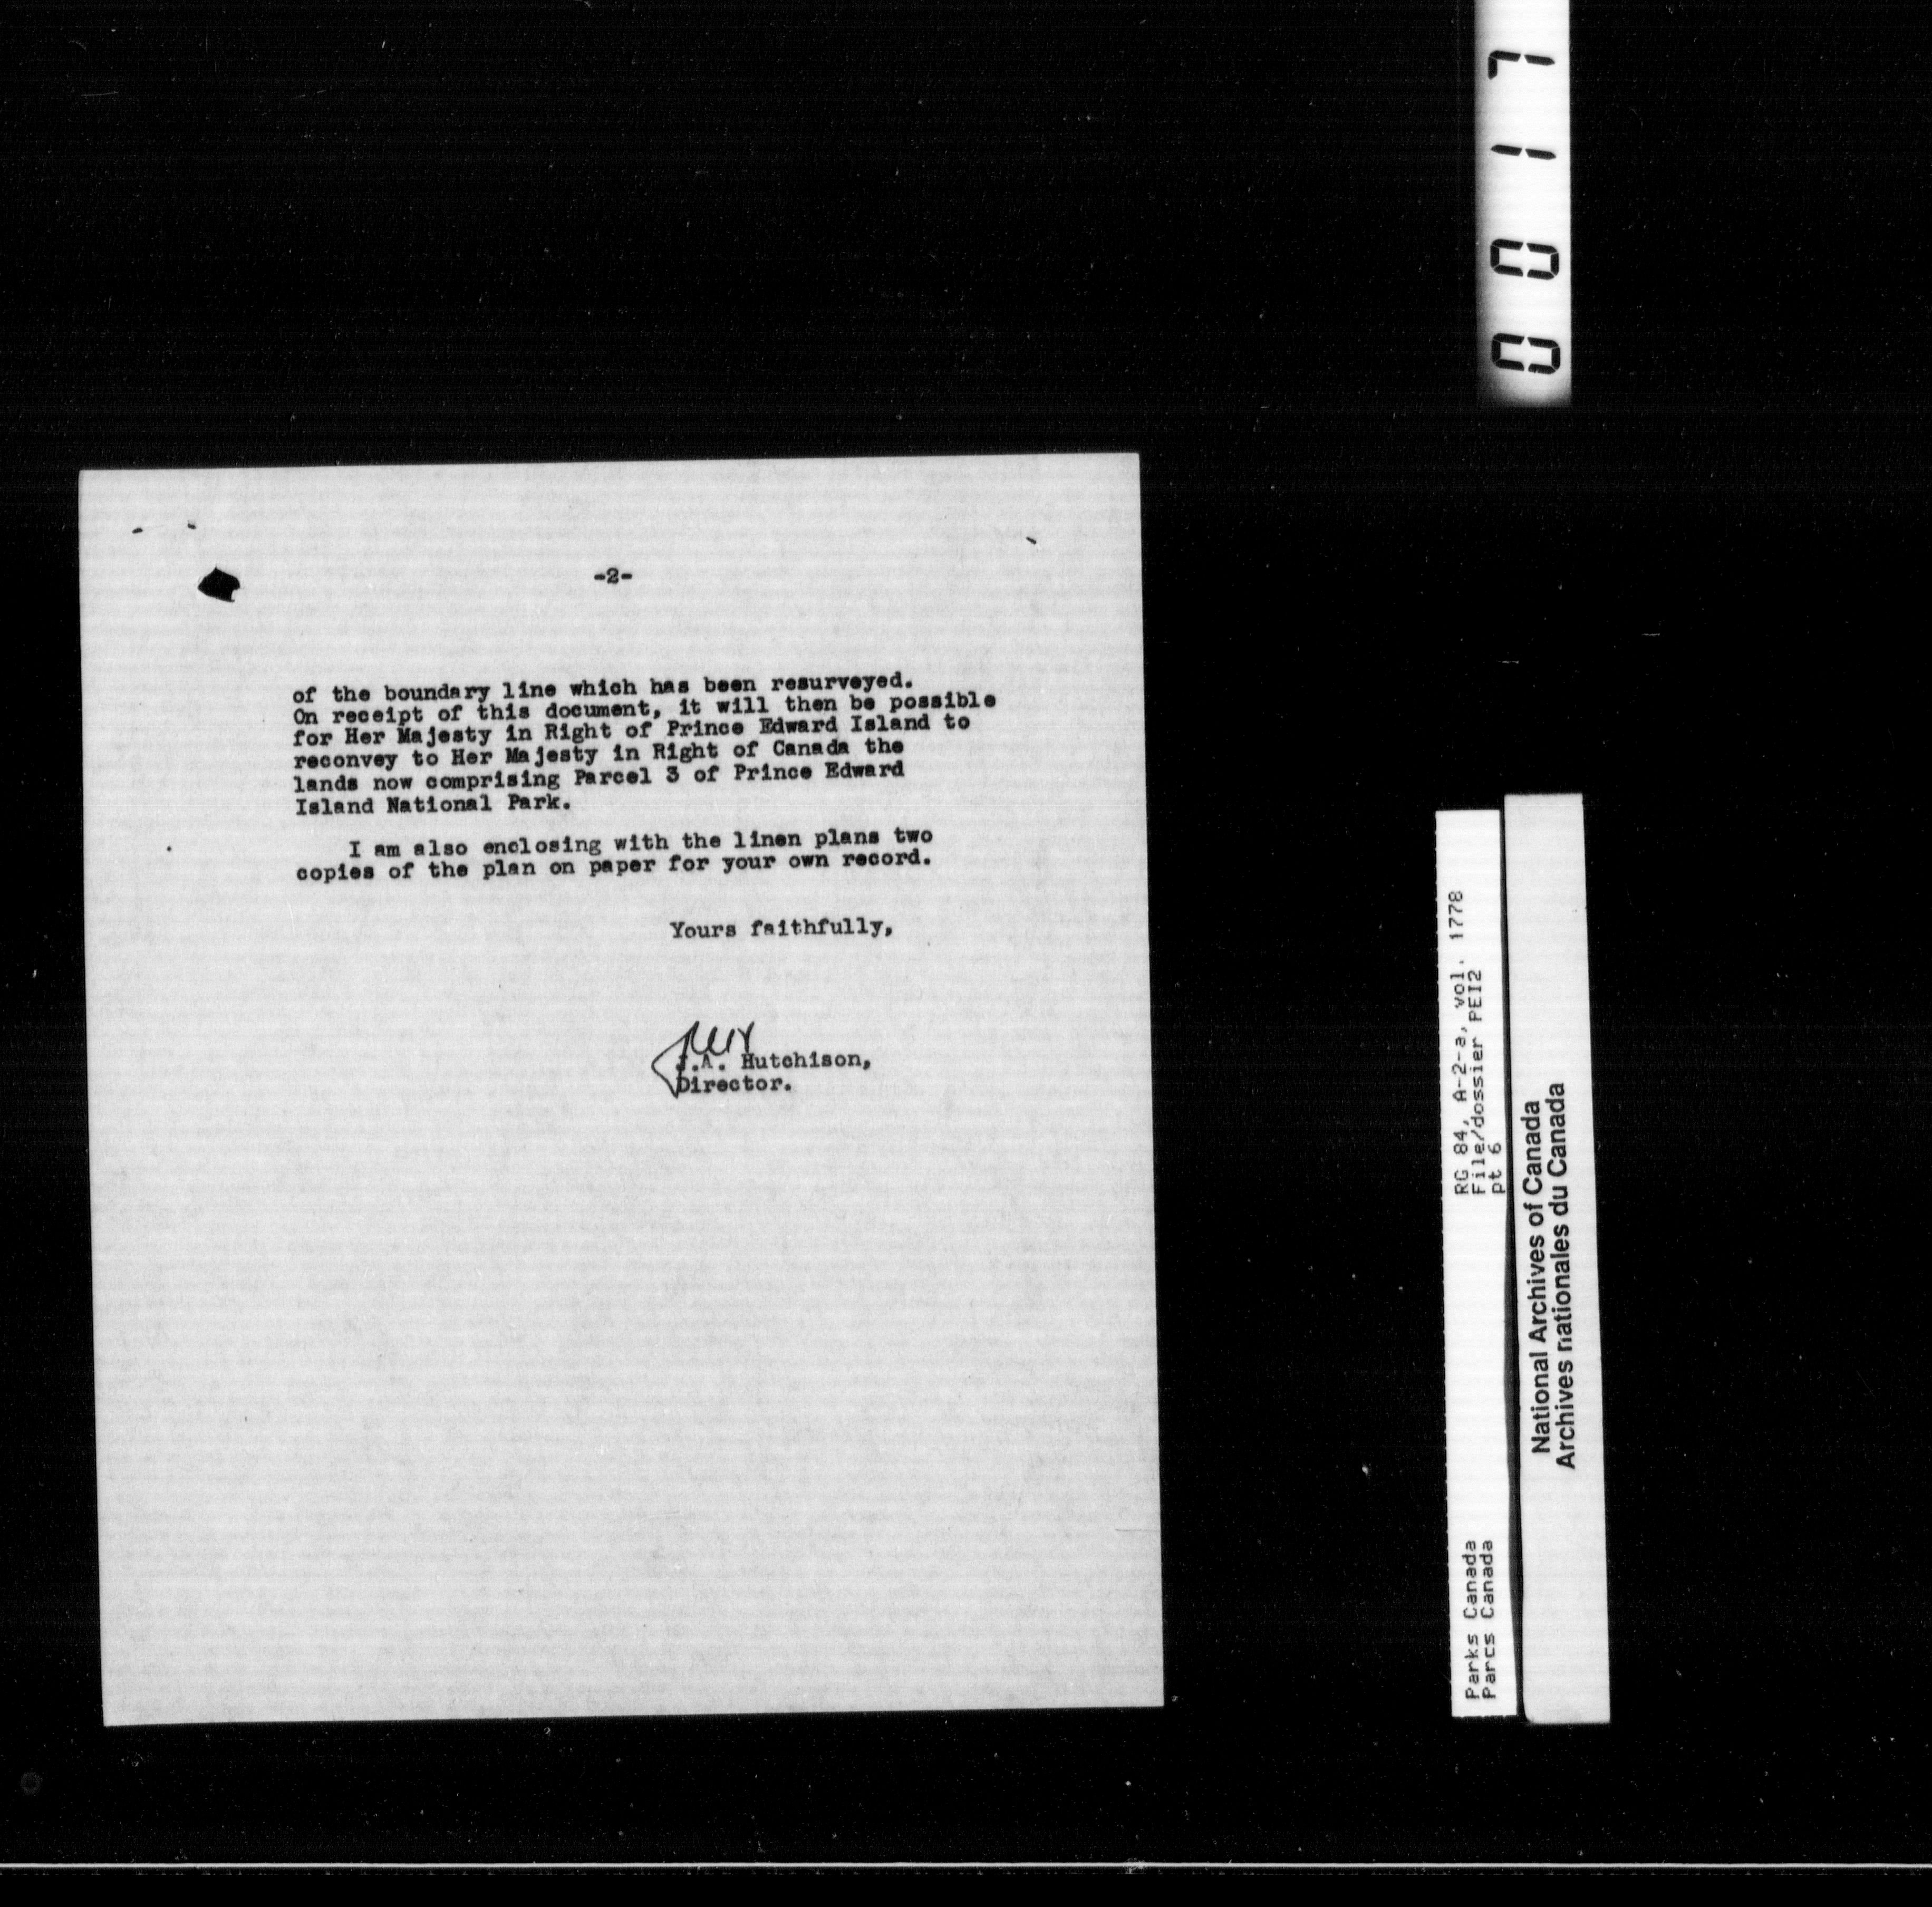 -2-
of the boundary line which has been resurveyed.
On receipt of this document, it will then be possible
for Her Majesty in Right of Prince Edward Island to
reconvey to Her Majesty in Right of Canada the
lands now comprising Parcel 3 of Prince Edward
Island National Park.
I am also enclosing with the linen plans two
copies of the plan on paper for your own record.
Yours faithfully,
J.A. Hutchison,
Director.
0017
RG 84, A-2-a, vol. 1778
File/dossier PEI2
pt 6
Parks Canada
Parcs Canada
National Archives of Canada
Archives nationales du Canada